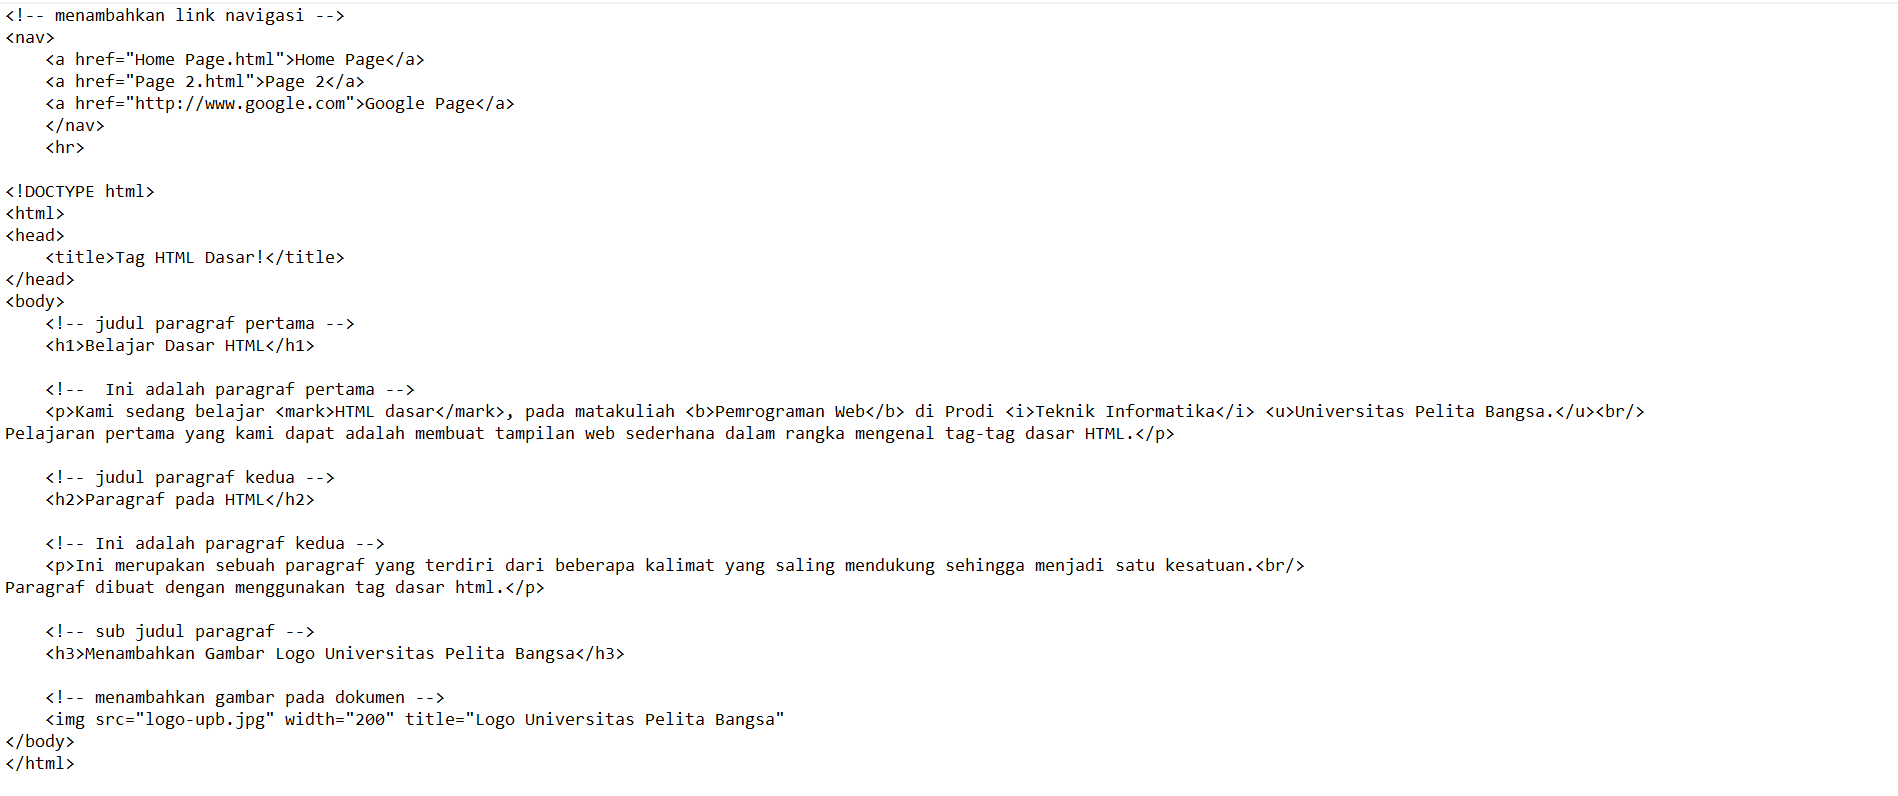 <!-- menambahkan link navigasi -->
<nav>
    <a href="Home Page.html">Home Page</a>
    <a href="Page 2.html">Page 2</a>
    <a href="http://www.google.com">Google Page</a>
    </nav>
    <hr>

<!DOCTYPE html>
<html>
<head>
    <title>Tag HTML Dasar!</title>
</head>
<body>
    <!-- judul paragraf pertama -->
    <h1>Belajar Dasar HTML</h1>

    <!--  Ini adalah paragraf pertama -->
    <p>Kami sedang belajar <mark>HTML dasar</mark>, pada matakuliah <b>Pemrograman Web</b> di Prodi <i>Teknik Informatika</i> <u>Universitas Pelita Bangsa.</u><br/>
Pelajaran pertama yang kami dapat adalah membuat tampilan web sederhana dalam rangka mengenal tag-tag dasar HTML.</p>

    <!-- judul paragraf kedua -->
    <h2>Paragraf pada HTML</h2>

    <!-- Ini adalah paragraf kedua -->
    <p>Ini merupakan sebuah paragraf yang terdiri dari beberapa kalimat yang saling mendukung sehingga menjadi satu kesatuan.<br/>
Paragraf dibuat dengan menggunakan tag dasar html.</p>

    <!-- sub judul paragraf -->
    <h3>Menambahkan Gambar Logo Universitas Pelita Bangsa</h3>

    <!-- menambahkan gambar pada dokumen -->
    <img src="logo-upb.jpg" width="200" title="Logo Universitas Pelita Bangsa"
</body>
</html>